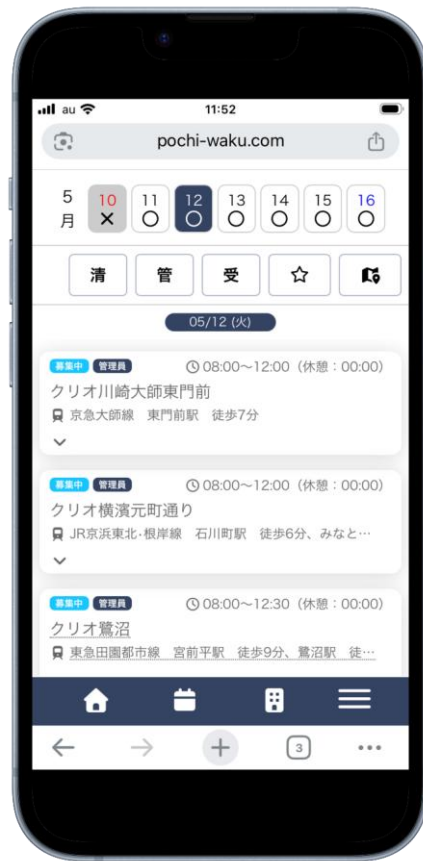 au 11:52
pochi-waku.com
5月 10 11 12 13 14 15 16
× ○ ○ ○ ○ ○ ○
清 管 受 ☆
05/12 (火)
募集中 管理員 08:00〜12:00（休憩：00:00）
クリオ川崎大師東門前
京急大師線 東門前駅 徒歩7分
募集中 管理員 08:00〜12:00（休憩：00:00）
クリオ横濱元町通り
JR京浜東北·根岸線 石川町駅 徒歩6分、みなと…
募集中 管理員 08:00〜12:30（休憩：00:00）
クリオ鷺沼
東急田園都市線 宮前平駅 徒歩9分、鷺沼駅 徒…
3